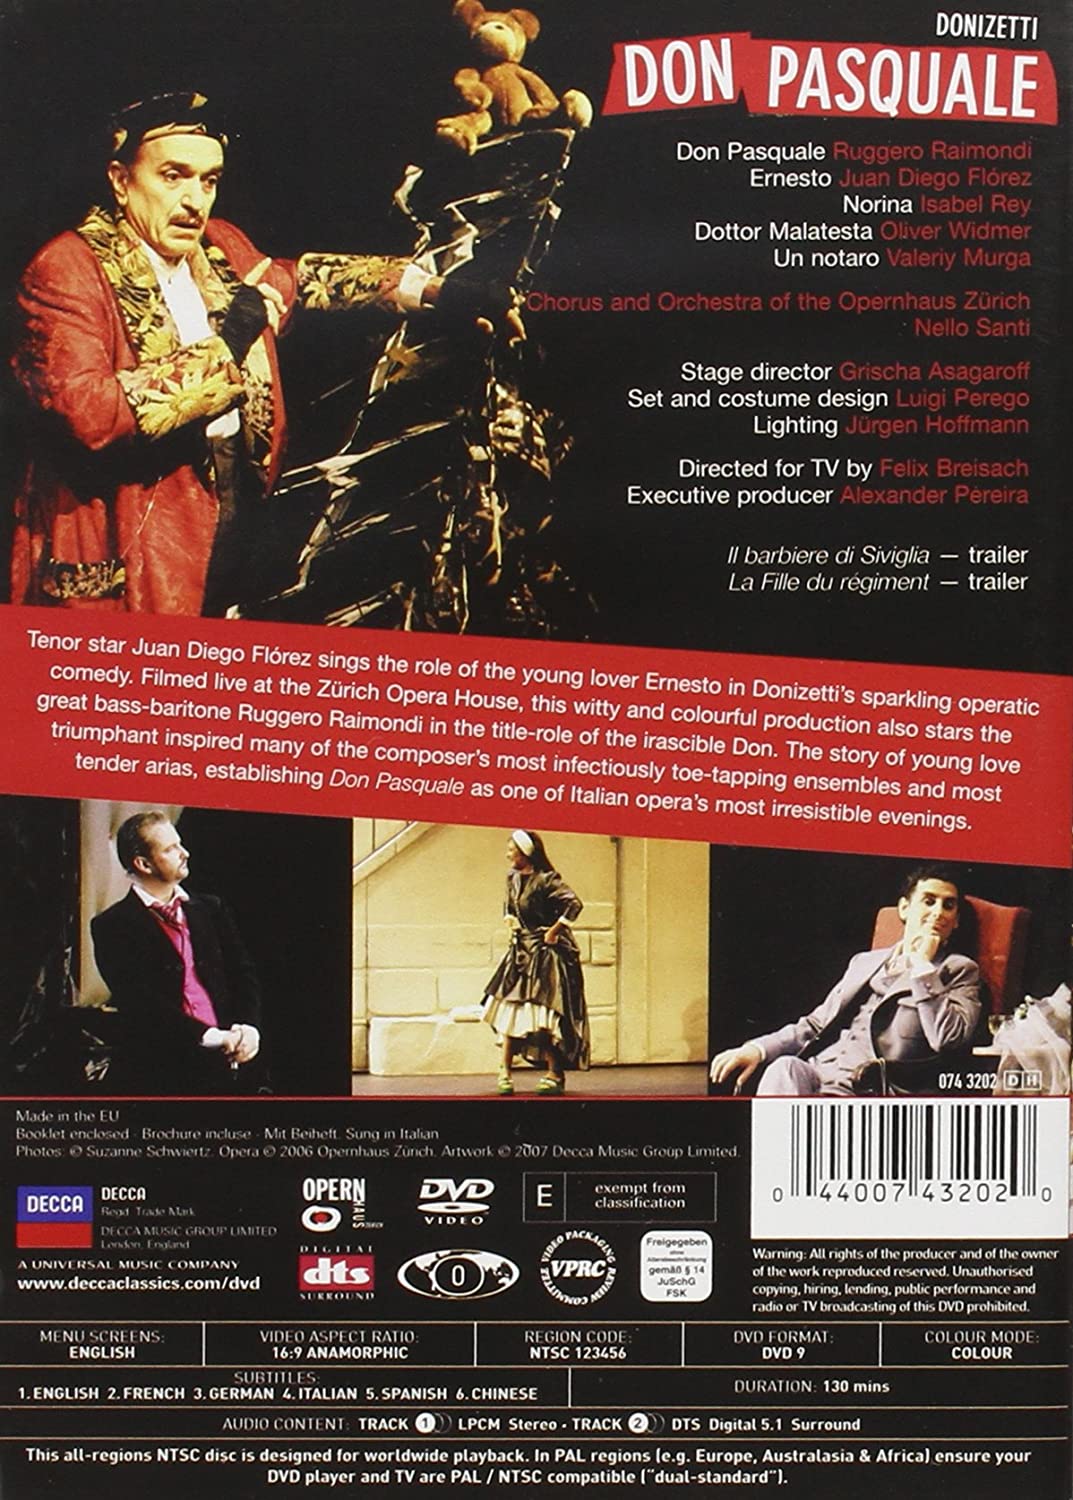 DONIZETTI
DON PASQUALE
Don Pasquale Ruggero Raimondi
Ernesto Juan Diego Flórez
Norina Isabel Rey
Dottor Malatesta Oliver Widmer
Un notaro Valeriy Murga
Chorus and Orchestra of the Opernhaus Zürich
Nello Santi
Stage director Grischa Asagaroff
Set and costume design Luigi Perego
Lighting Jürgen Hoffmann
Directed for TV by Felix Breisach
Executive producer Alexander Pereira
Il barbiere di Siviglia – trailer
La Fille du régiment – trailer
Tenor star Juan Diego Flórez sings the role of the young lover Ernesto in Donizetti's sparkling operatic
comedy. Filmed live at the Zürich Opera House, this witty and colourful production also stars the
great bass-baritone Ruggero Raimondi in the title-role of the irascible Don. The story of young love
triumphant inspired many of the composer's most infectiously toe-tapping ensembles and most
tender arias, establishing Don Pasquale as one of Italian opera's most irresistible evenings.
074 3202 D H
Made in the EU
Booklet enclosed · Brochure incluse · Mit Beiheft. Sung in Italian
Photos: © Suzanne Schwiertz. Opera © 2006 Opernhaus Zürich. Artwork © 2007 Decca Music Group Limited.
DECCA
DECCA
Regd. Trade Mark
DECCA MUSIC GROUP LIMITED
London, England
A UNIVERSAL MUSIC COMPANY
www.deccaclassics.com/dvd
OPERNHAUS ZÜRICH
DVD
VIDEO
E exempt from
classification
DIGITAL
dts
SURROUND
0
VIDEO PACKAGING REVIEW COMMITTEE
VPRC
Freigegeben
ohne
Altersbeschränkung
gemäß § 14
JuSchG
FSK
0 44007 43202 0
Warning: All rights of the producer and of the owner
of the work reproduced reserved. Unauthorised
copying, hiring, lending, public performance and
radio or TV broadcasting of this DVD prohibited.
MENU SCREENS:
ENGLISH
VIDEO ASPECT RATIO:
16:9 ANAMORPHIC
REGION CODE:
NTSC 123456
DVD FORMAT:
DVD 9
COLOUR MODE:
COLOUR
SUBTITLES:
1. ENGLISH 2. FRENCH 3. GERMAN 4. ITALIAN 5. SPANISH 6. CHINESE
DURATION: 130 mins
AUDIO CONTENT: TRACK 1 LPCM Stereo · TRACK 2 DTS Digital 5.1 Surround
This all-regions NTSC disc is designed for worldwide playback. In PAL regions (e.g. Europe, Australasia & Africa) ensure your
DVD player and TV are PAL / NTSC compatible ("dual-standard").